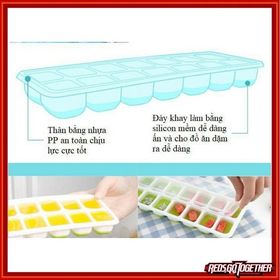 Thân bằng nhựa
PP an toàn chịu
lực cực tốt
Đáy khay làm bằng
silicon mềm dễ dàng
ấn và cho đồ ăn dặm
ra dễ dàng
REDSGOTOGETHER